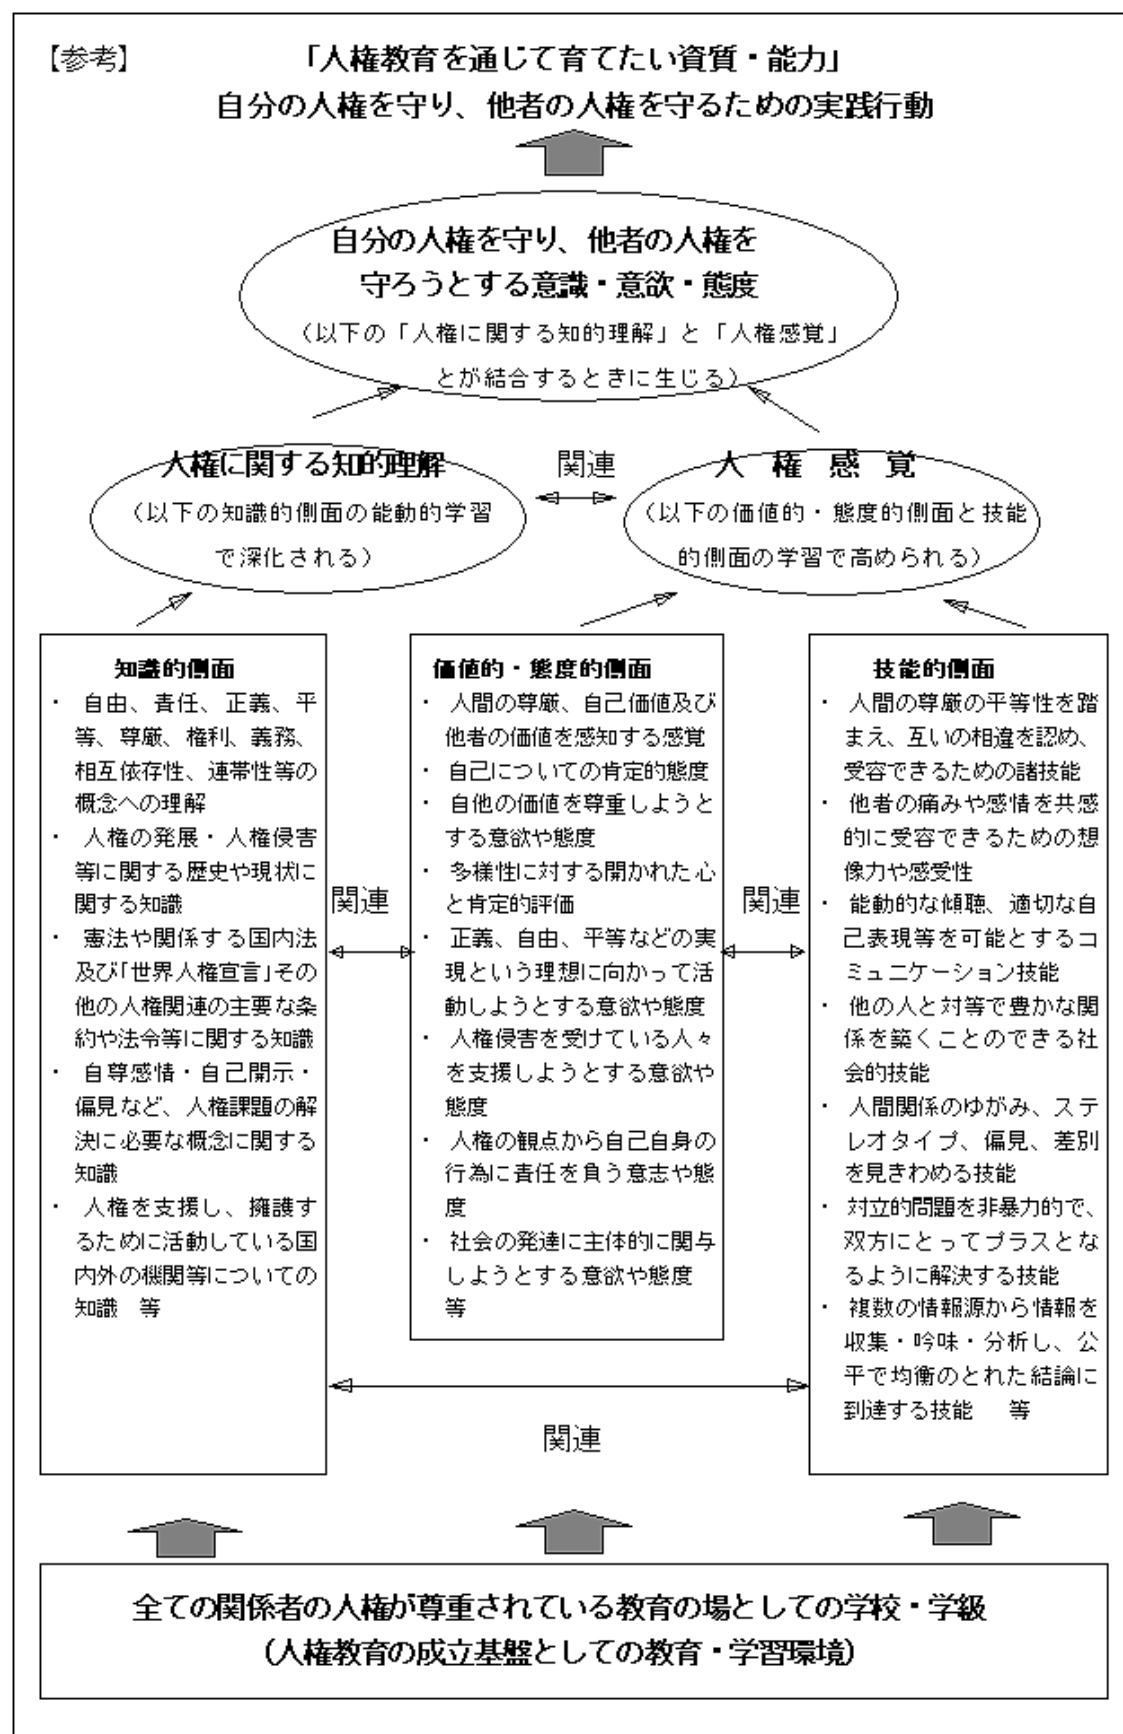 【参考】
「人権教育を通じて育てたい資質・能力」
自分の人権を守り、他者の人権を守るための実践行動
自分の人権を守り、他者の人権を
守ろうとする意識・意欲・態度
（以下の「人権に関する知的理解」と「人権感覚」
とが結合するときに生じる）
人権に関する知的理解
（以下の知識的側面の能動的学習
で深化される）
関連
人権感覚
（以下の価値的・態度的側面と技能
的側面の学習で高められる）
知識的側面
・ 自由、責任、正義、平
等、尊厳、権利、義務、
相互依存性、連帯性等の
概念への理解
・ 人権の発展・人権侵害
等に関する歴史や現状に
関する知識
・ 憲法や関係する国内法
及び「世界人権宣言」その
他の人権関連の主要な条
約や法令等に関する知識
・ 自尊感情・自己開示・
偏見など、人権課題の解
決に必要な概念に関する
知識
・ 人権を支援し、擁護す
るために活動している国
内外の機関等についての
知識　等
関連
価値的・態度的側面
・ 人間の尊厳、自己価値及び
他者の価値を感知する感覚
・ 自己についての肯定的態度
・ 自他の価値を尊重しようと
する意欲や態度
・ 多様性に対する開かれた心
と肯定的評価
・ 正義、自由、平等などの実
現という理想に向かって活
動しようとする意欲や態度
・ 人権侵害を受けている人々
を支援しようとする意欲や
態度
・ 人権の観点から自己自身の
行為に責任を負う意志や態
度
・ 社会の発達に主体的に関与
しようとする意欲や態度
等
関連
技能的側面
・ 人間の尊厳の平等性を踏
まえ、互いの相違を認め、
受容できるための諸技能
・ 他者の痛みや感情を共感
的に受容できるための想
像力や感受性
・ 能動的な傾聴、適切な自
己表現等を可能とするコ
ミュニケーション技能
・ 他の人と対等で豊かな関
係を築くことのできる社
会的技能
・ 人間関係のゆがみ、ステ
レオタイプ、偏見、差別
を見きわめる技能
・ 対立的問題を非暴力的で、
双方にとってプラスとな
るように解決する技能
・ 複数の情報源から情報を
収集・吟味・分析し、公
平で均衡のとれた結論に
到達する技能　等
関連
全ての関係者の人権が尊重されている教育の場としての学校・学級
（人権教育の成立基盤としての教育・学習環境）